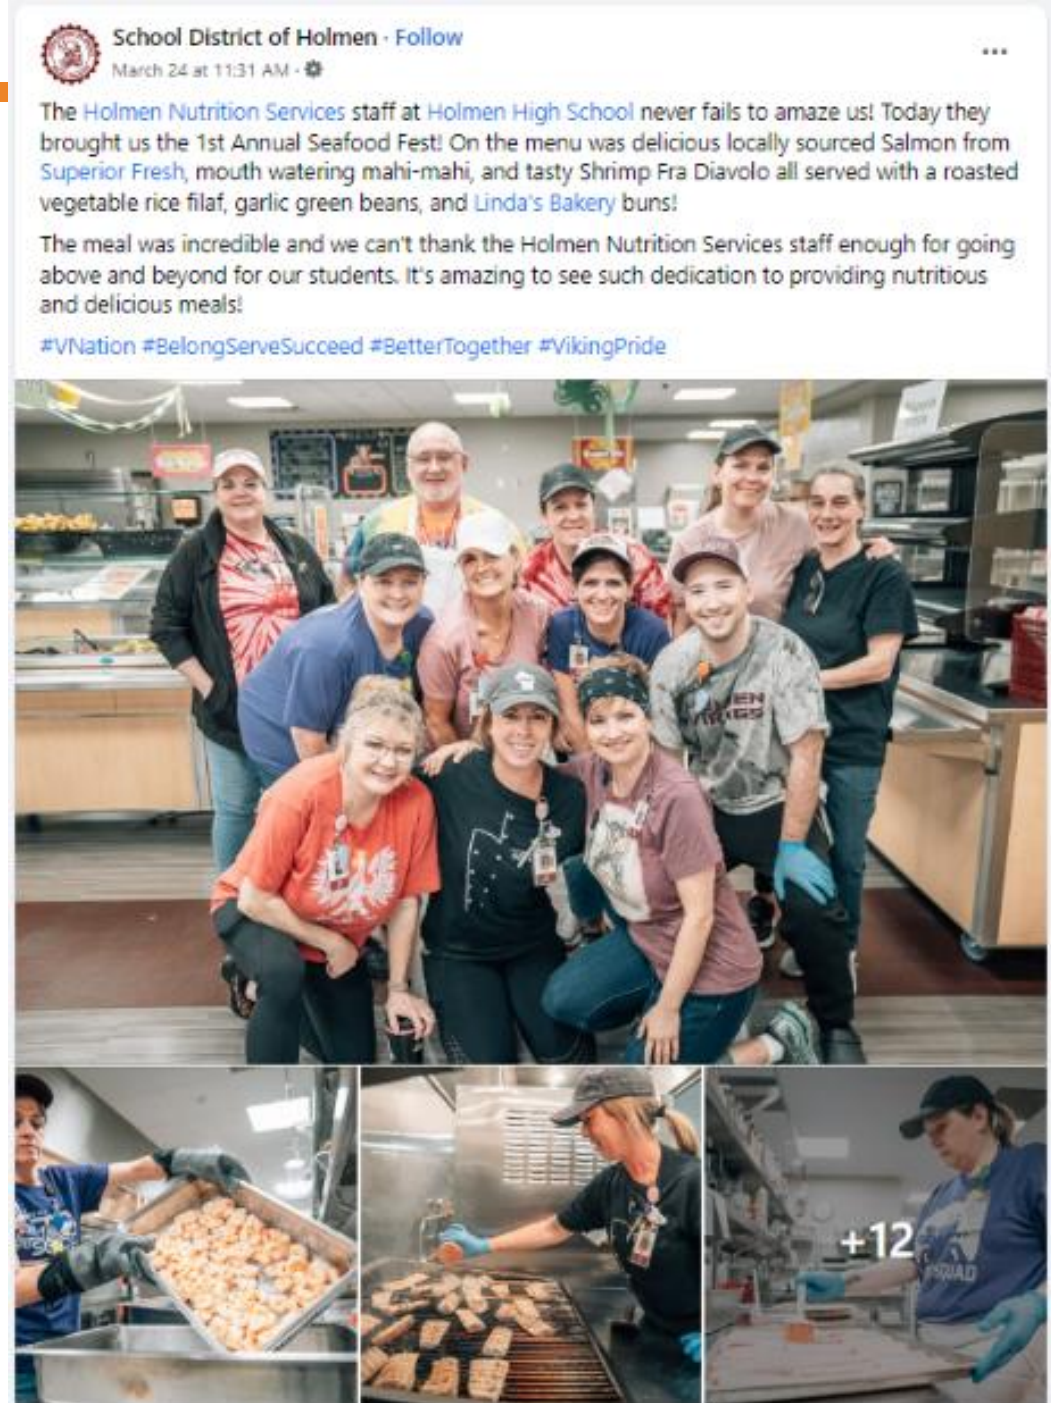 School District of Holmen · Follow
March 24 at 11:31 AM ·
The Holmen Nutrition Services staff at Holmen High School never fails to amaze us! Today they
brought us the 1st Annual Seafood Fest! On the menu was delicious locally sourced Salmon from
Superior Fresh, mouth watering mahi-mahi, and tasty Shrimp Fra Diavolo all served with a roasted
vegetable rice filaf, garlic green beans, and Linda's Bakery buns!
The meal was incredible and we can't thank the Holmen Nutrition Services staff enough for going
above and beyond for our students. It's amazing to see such dedication to providing nutritious
and delicious meals!
#VNation #BelongServeSucceed #BetterTogether #VikingPride
+12